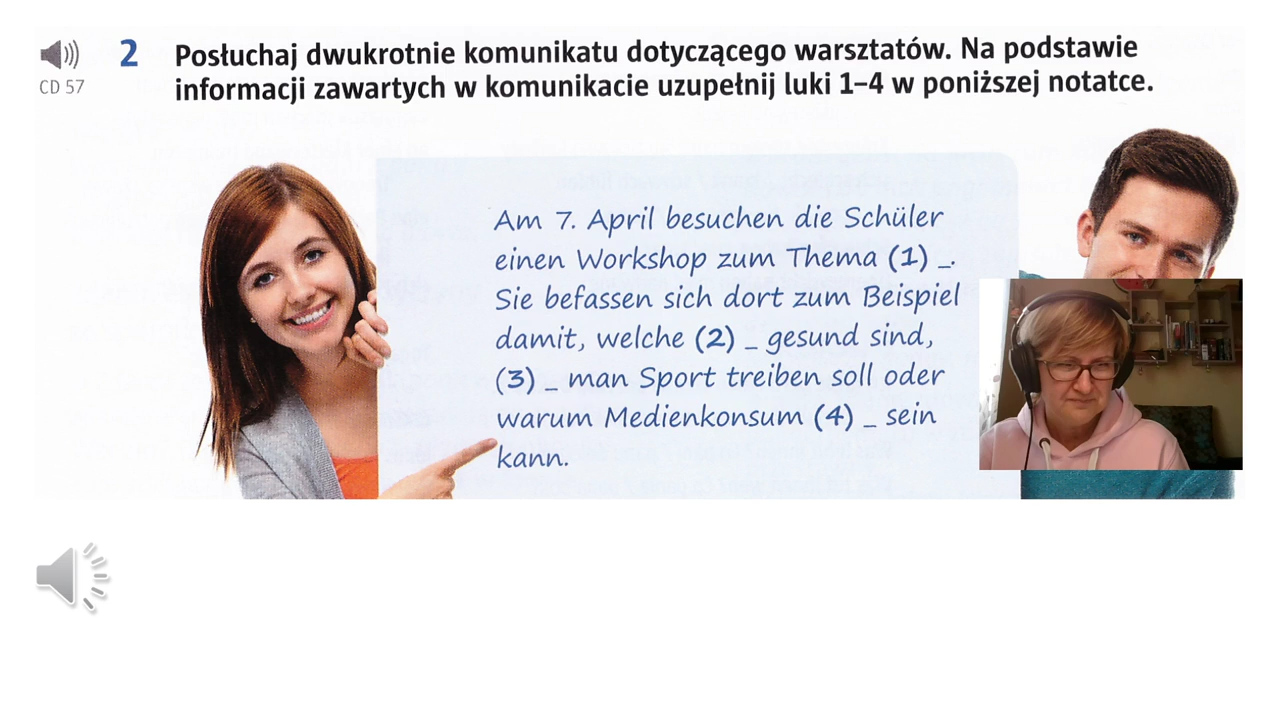 2 Posłuchaj dwukrotnie komunikatu dotyczącego warsztatów. Na podstawie
CD 57 informacji zawartych w komunikacie uzupełnij luki 1–4 w poniższej notatce.
Am 7. April besuchen die Schüler
einen Workshop zum Thema (1) _.
Sie befassen sich dort zum Beispiel
damit, welche (2) _ gesund sind,
(3) _ man Sport treiben soll oder
warum Medienkonsum (4) _ sein
kann.